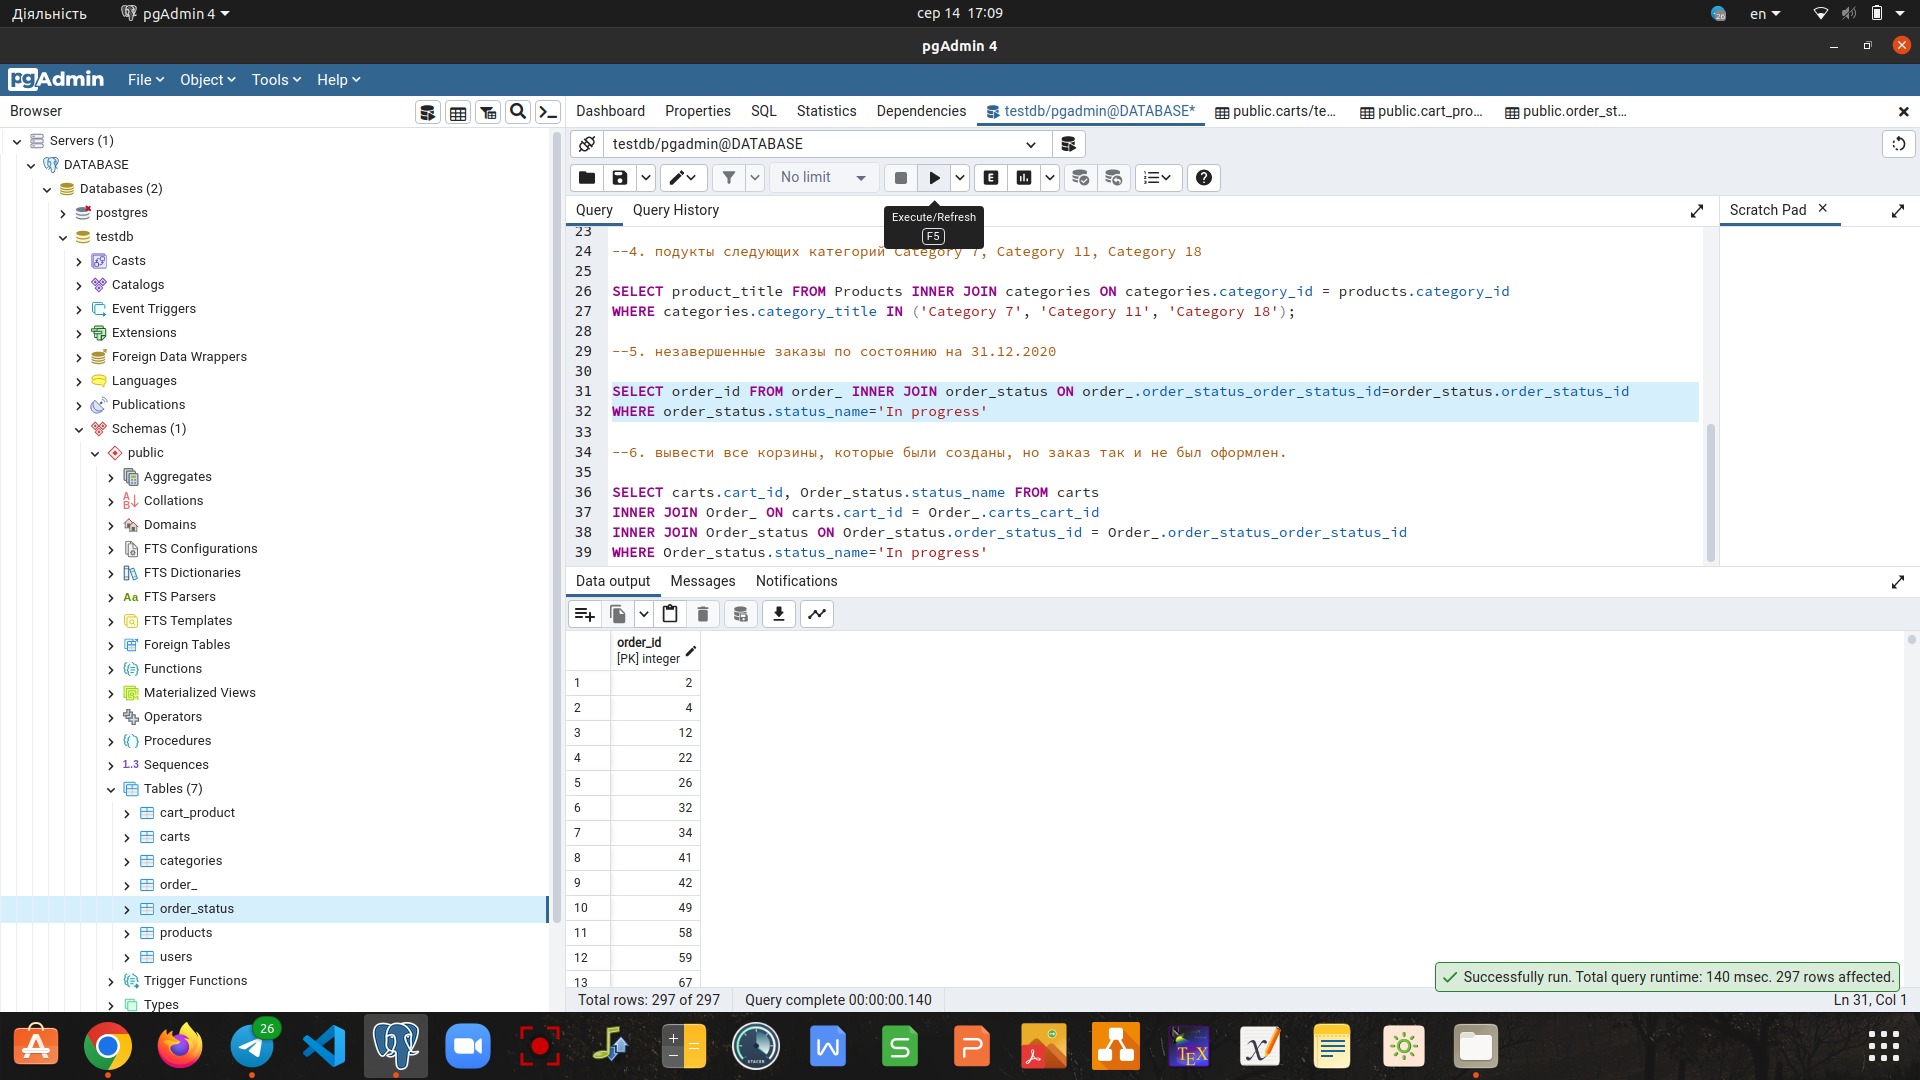 Діяльність
pgAdmin 4
сер 14 17:09
26
en
pgAdmin 4
pgAdmin
File
Object
Tools
Help
Browser
Dashboard
Properties
SQL
Statistics
Dependencies
testdb/pgadmin@DATABASE*
public.carts/te...
public.cart_pro...
public.order_st...
testdb/pgadmin@DATABASE
No limit
E
Query
Query History
Execute/Refresh
F5
Scratch Pad
Servers (1)
DATABASE
Databases (2)
postgres
testdb
Casts
Catalogs
Event Triggers
Extensions
Foreign Data Wrappers
Languages
Publications
Schemas (1)
public
Aggregates
Collations
Domains
FTS Configurations
FTS Dictionaries
Aa FTS Parsers
FTS Templates
Foreign Tables
Functions
Materialized Views
Operators
Procedures
1..3 Sequences
Tables (7)
cart_product
carts
categories
order_
order_status
products
users
Trigger Functions
Types
23
24 --4. подукты следующих категорий Category 7, Category 11, Category 18
25
26 SELECT product_title FROM Products INNER JOIN categories ON categories.category_id = products.category_id
27 WHERE categories.category_title IN ('Category 7', 'Category 11', 'Category 18');
28
29 --5. незавершенные заказы по состоянию на 31.12.2020
30
31 SELECT order_id FROM order_ INNER JOIN order_status ON order_.order_status_order_status_id=order_status.order_status_id
32 WHERE order_status.status_name='In progress'
33
34 --6. вывести все корзины, которые были созданы, но заказ так и не был оформлен.
35
36 SELECT carts.cart_id, Order_status.status_name FROM carts
37 INNER JOIN Order_ ON carts.cart_id = Order_.carts_cart_id
38 INNER JOIN Order_status ON Order_status.order_status_id = Order_.order_status_order_status_id
39 WHERE Order_status.status_name='In progress'
Data output
Messages
Notifications
order_id
[PK] integer
1 2
2 4
3 12
4 22
5 26
6 32
7 34
8 41
9 42
10 49
11 58
12 59
13 67
Successfully run. Total query runtime: 140 msec. 297 rows affected.
Total rows: 297 of 297
Query complete 00:00:00.140
Ln 31, Col 1
26
STACER
W
S
P
TEX
X